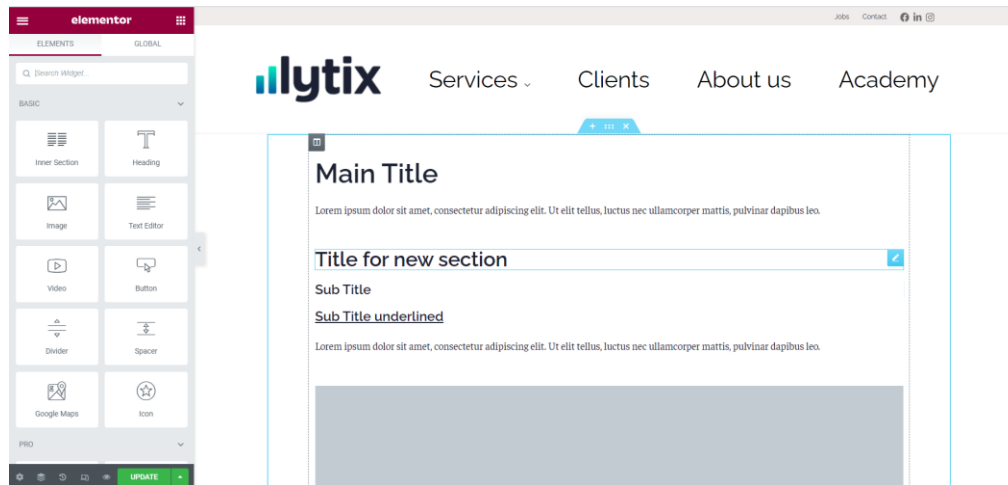 elementor
ELEMENTS GLOBAL
Search Widget...
BASIC
Inner Section
Heading
Image
Text Editor
Video
Button
Divider
Spacer
Google Maps
Icon
PRO
UPDATE
Jobs Contact
lytix
Services Clients About us Academy
Main Title
Lorem ipsum dolor sit amet, consectetur adipiscing elit. Ut elit tellus, luctus nec ullamcorper mattis, pulvinar dapibus leo.
Title for new section
Sub Title
Sub Title underlined
Lorem ipsum dolor sit amet, consectetur adipiscing elit. Ut elit tellus, luctus nec ullamcorper mattis, pulvinar dapibus leo.